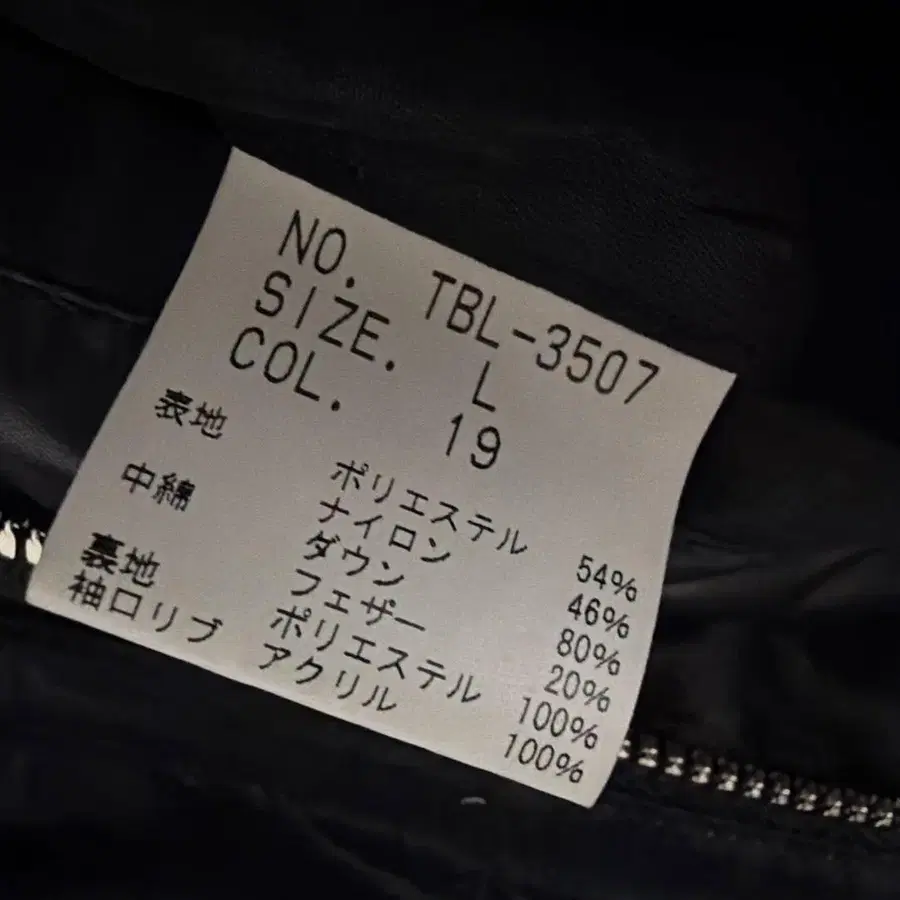 NO. TBL-3507
SIZE. L
COL. 19
表地 ポリエステル 54%
ナイロン 46%
中綿 ダウン 80%
フェザー 20%
裏地 ポリエステル 100%
袖口リブ アクリル 100%